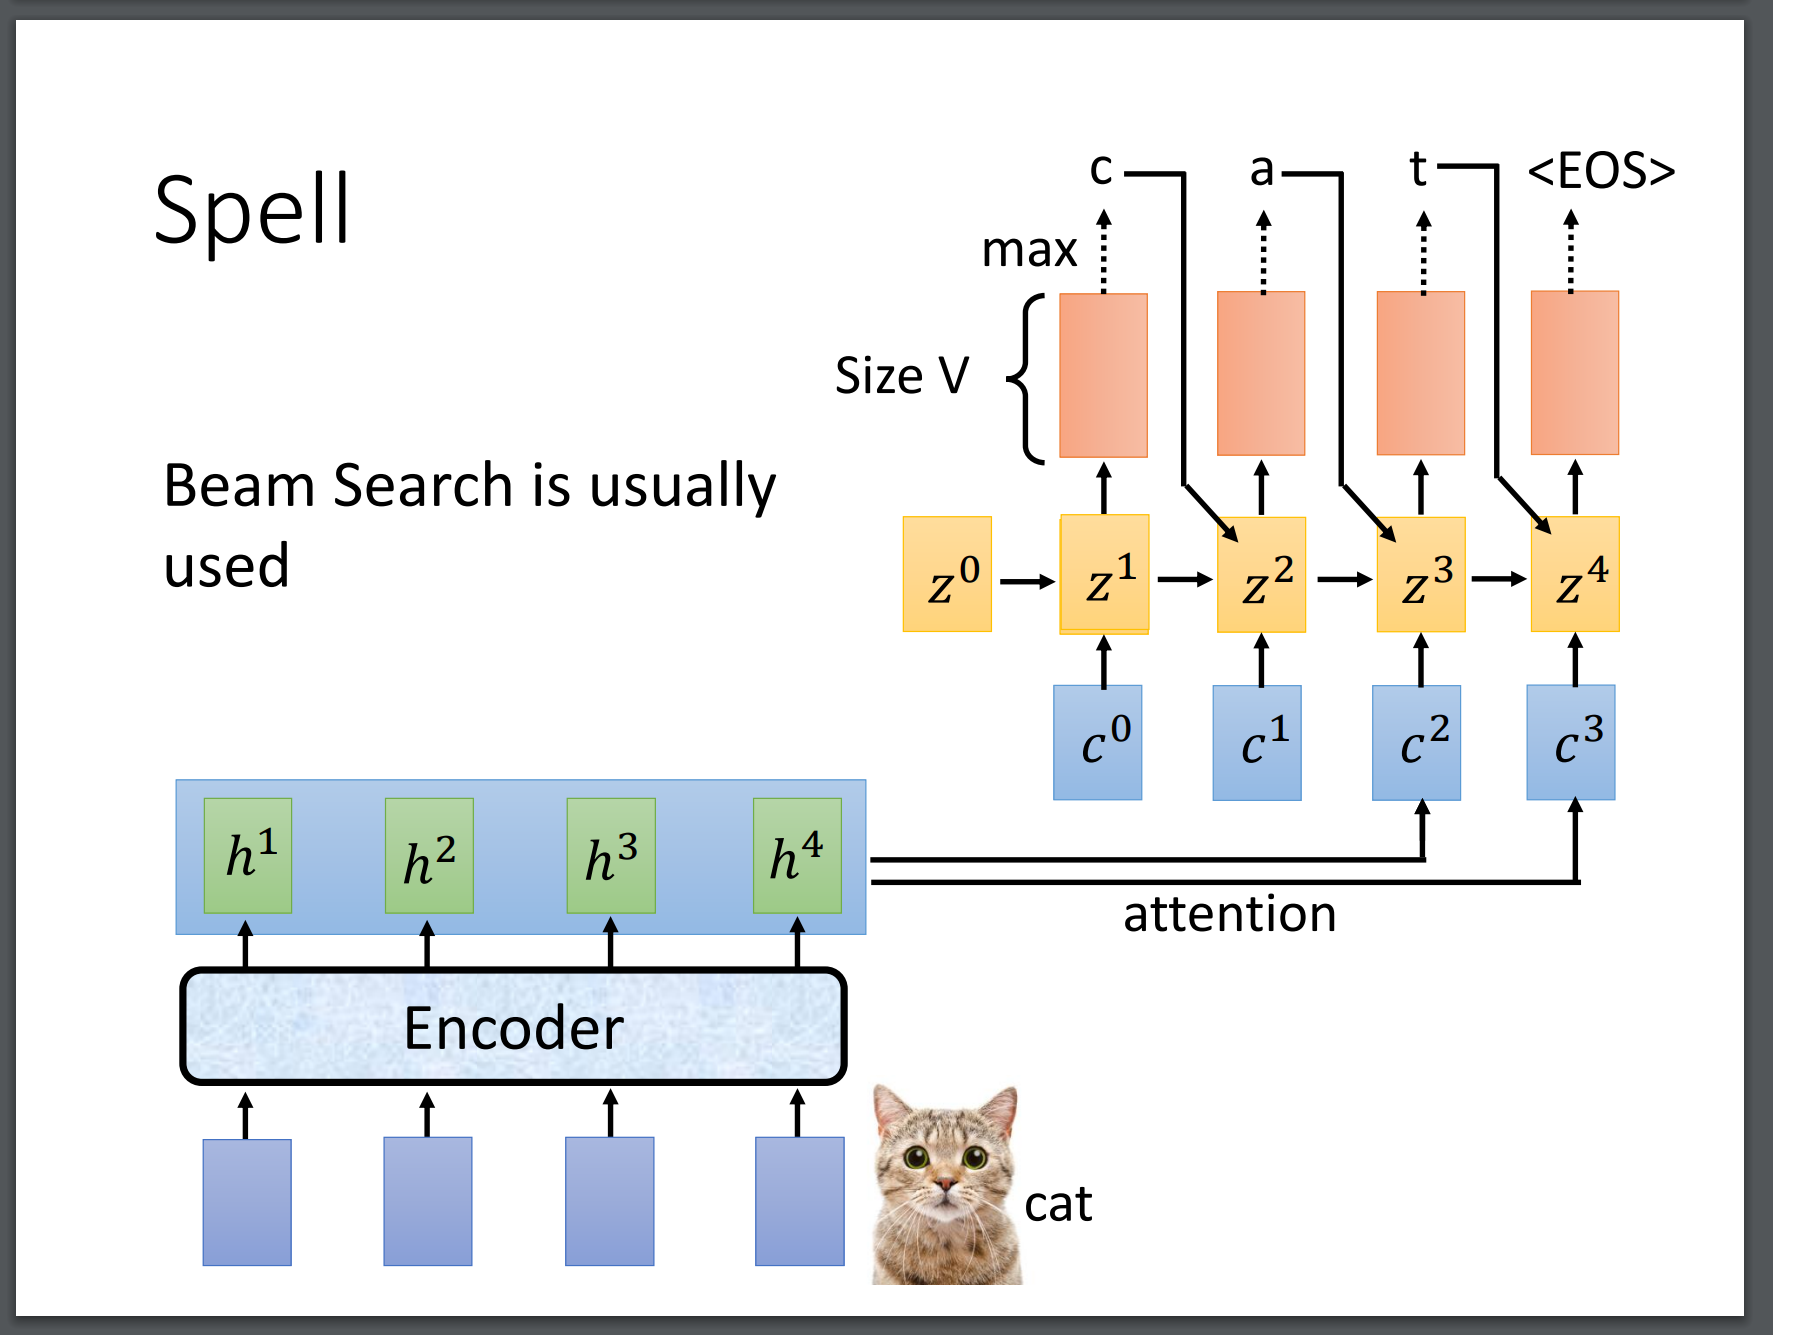 Spell
c a t <EOS>
max
Size V
Beam Search is usually
used
z^0 z^1 z^2 z^3 z^4
c^0 c^1 c^2 c^3
h^1 h^2 h^3 h^4
attention
Encoder
cat